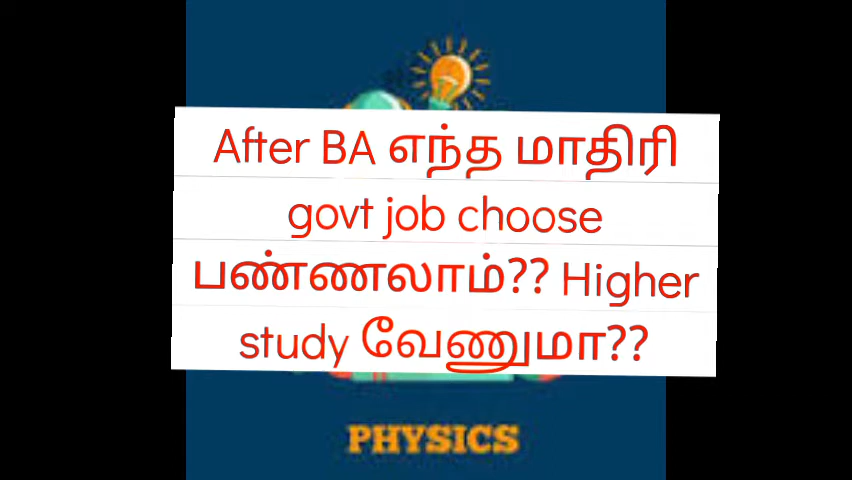 After BA எந்த மாதிரி
govt job choose
பண்ணலாம்?? Higher
study வேணுமா??
PHYSICS